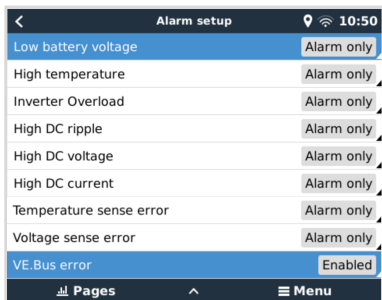 Alarm setup 10:50
Low battery voltage Alarm only
High temperature Alarm only
Inverter Overload Alarm only
High DC ripple Alarm only
High DC voltage Alarm only
High DC current Alarm only
Temperature sense error Alarm only
Voltage sense error Alarm only
VE.Bus error Enabled
Pages Menu